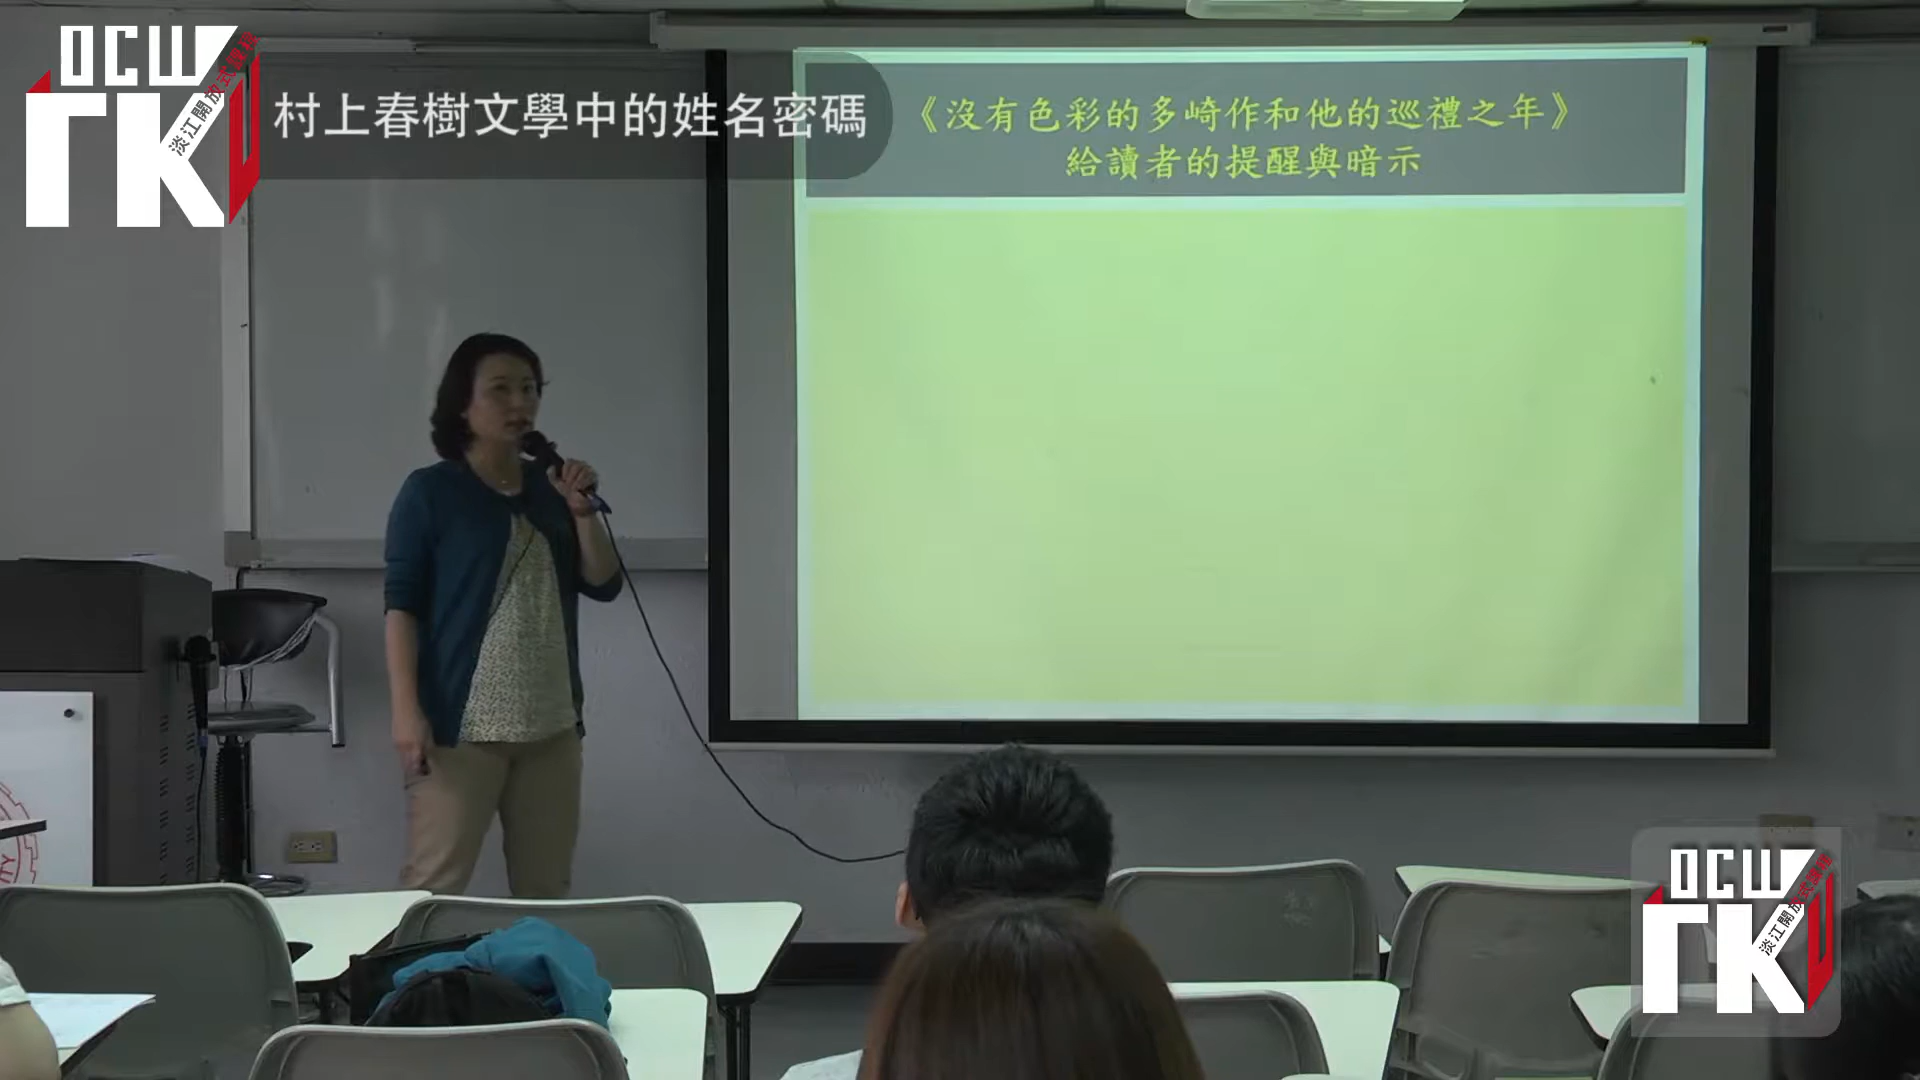 OCW
TKU
淡江開放式課程
村上春樹文學中的姓名密碼
《沒有色彩的多崎作和他的巡禮之年》
給讀者的提醒與暗示
OCW
TKU
淡江開放式課程